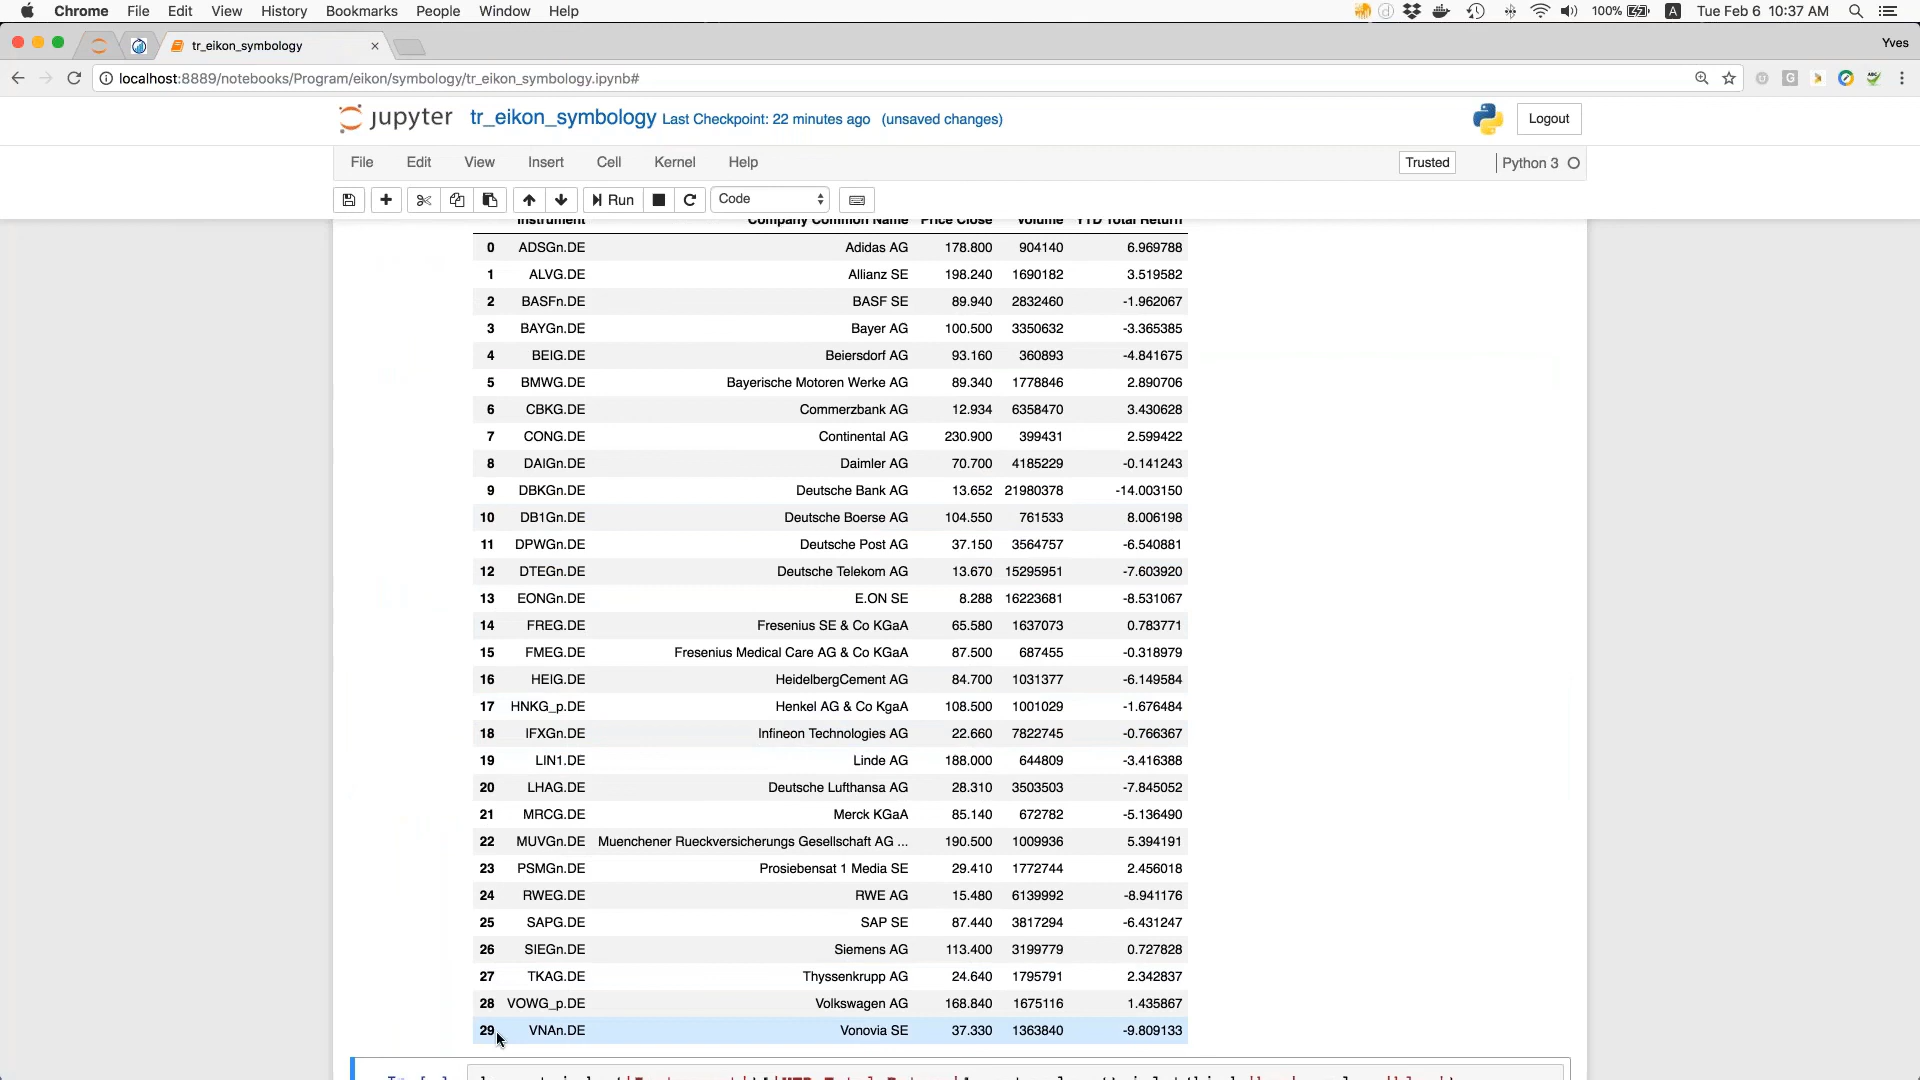 Chrome File Edit View History Bookmarks People Window Help 100% A Tue Feb 6 10:37 AM
tr_eikon_symbology Yves
localhost:8889/notebooks/Program/eikon/symbology/tr_eikon_symbology.ipynb#
jupyter tr_eikon_symbology Last Checkpoint: 22 minutes ago (unsaved changes) Logout
File Edit View Insert Cell Kernel Help Trusted Python 3
Run Code
Instrument Company Common Name Price Close Volume YTD Total Return
0 ADSGn.DE Adidas AG 178.800 904140 6.969788
1 ALVG.DE Allianz SE 198.240 1690182 3.519582
2 BASFn.DE BASF SE 89.940 2832460 -1.962067
3 BAYGn.DE Bayer AG 100.500 3350632 -3.365385
4 BEIG.DE Beiersdorf AG 93.160 360893 -4.841675
5 BMWG.DE Bayerische Motoren Werke AG 89.340 1778846 2.890706
6 CBKG.DE Commerzbank AG 12.934 6358470 3.430628
7 CONG.DE Continental AG 230.900 399431 2.599422
8 DAIGn.DE Daimler AG 70.700 4185229 -0.141243
9 DBKGn.DE Deutsche Bank AG 13.652 21980378 -14.003150
10 DB1Gn.DE Deutsche Boerse AG 104.550 761533 8.006198
11 DPWGn.DE Deutsche Post AG 37.150 3564757 -6.540881
12 DTEGn.DE Deutsche Telekom AG 13.670 15295951 -7.603920
13 EONGn.DE E.ON SE 8.288 16223681 -8.531067
14 FREG.DE Fresenius SE & Co KGaA 65.580 1637073 0.783771
15 FMEG.DE Fresenius Medical Care AG & Co KGaA 87.500 687455 -0.318979
16 HEIG.DE HeidelbergCement AG 84.700 1031377 -6.149584
17 HNKG_p.DE Henkel AG & Co KgaA 108.500 1001029 -1.676484
18 IFXGn.DE Infineon Technologies AG 22.660 7822745 -0.766367
19 LIN1.DE Linde AG 188.000 644809 -3.416388
20 LHAG.DE Deutsche Lufthansa AG 28.310 3503503 -7.845052
21 MRCG.DE Merck KGaA 85.140 672782 -5.136490
22 MUVGn.DE Muenchener Rueckversicherungs Gesellschaft AG ... 190.500 1009936 5.394191
23 PSMGn.DE Prosiebensat 1 Media SE 29.410 1772744 2.456018
24 RWEG.DE RWE AG 15.480 6139992 -8.941176
25 SAPG.DE SAP SE 87.440 3817294 -6.431247
26 SIEGn.DE Siemens AG 113.400 3199779 0.727828
27 TKAG.DE Thyssenkrupp AG 24.640 1795791 2.342837
28 VOWG_p.DE Volkswagen AG 168.840 1675116 1.435867
29 VNAn.DE Vonovia SE 37.330 1363840 -9.809133